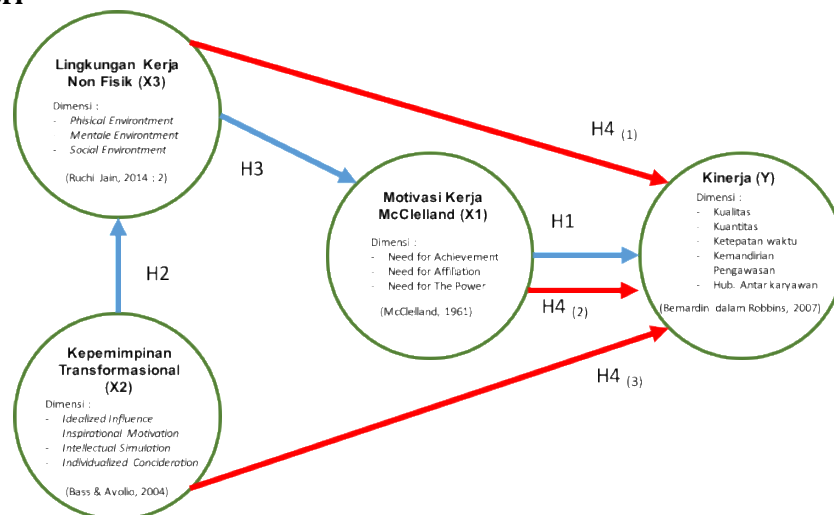 Lingkungan Kerja
Non Fisik (X3)
Dimensi :
- Phisical Environtment
Mentale Environment
- Social Environment
(Ruchi Jain, 2014 : 2)
H4 (1)
H3
Motivasi Kerja
McClelland (X1)
Dimensi :
- Need for Achievement
- Need for Affiliation
- Need for The Power
(McClelland, 1961)
H1
H4 (2)
Kinerja (Y)
Dimensi :
- Kualitas
- Kuantitas
- Ketepatan waktu
- Kemandirian
Pengawasan
- Hub. Antar karyawan
(Bernardin dalam Robbins, 2007)
H2
Kepemimpinan
Transformasional
(X2)
Dimensi :
- Idealized Influence
Inspirational Motivation
- Intellectual Simulation
- Individualized Concideration
(Bass & Avolio, 2004)
H4 (3)